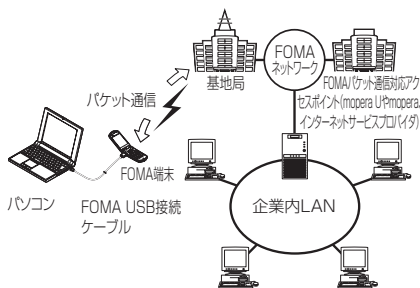 FOMA
ネットワーク
基地局
FOMAパケット通信対応アク
セスポイント(mopera Uやmopera、
インターネットサービスプロバイダ)
パケット通信
FOMA端末
パソコン
FOMA USB接続
ケーブル
企業内LAN